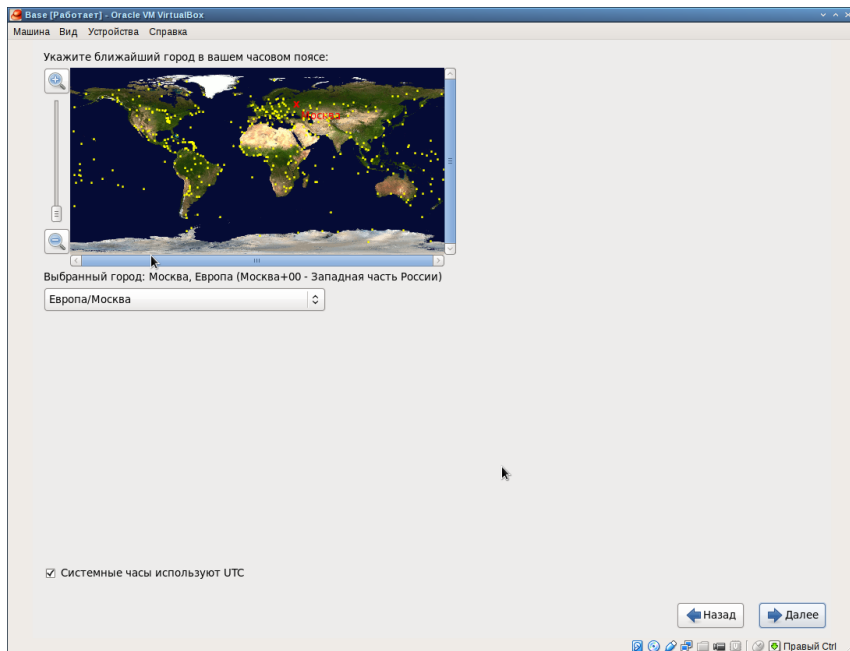 Base [Работает] - Oracle VM VirtualBox
Машина Вид Устройства Справка
Укажите ближайший город в вашем часовом поясе:
Москва
Выбранный город: Москва, Европа (Москва+00 - Западная часть России)
Европа/Москва
Системные часы используют UTC
Назад Далее
Правый Ctrl